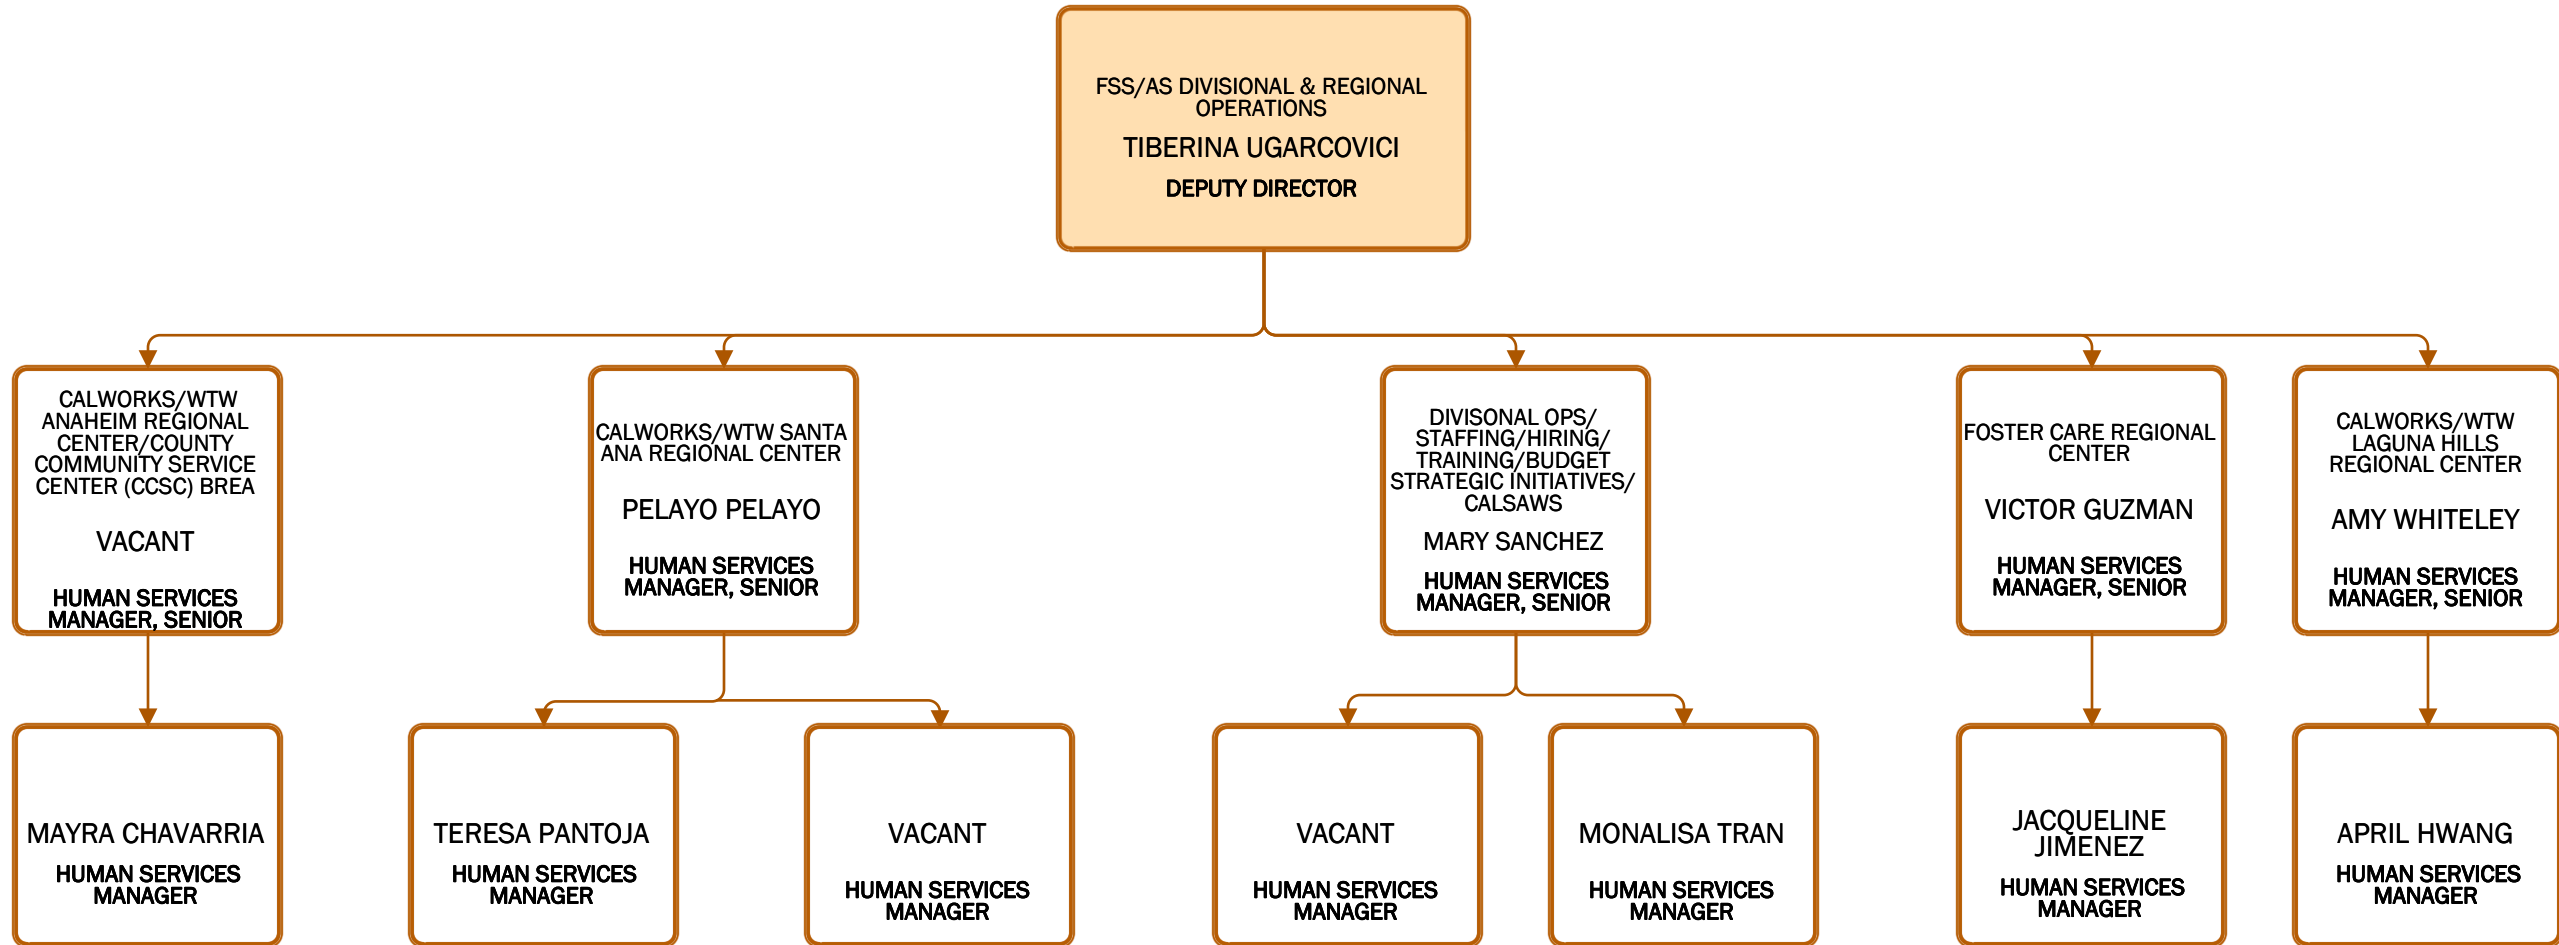 FSS/AS DIVISIONAL & REGIONAL
OPERATIONS
TIBERINA UGARCOVICI
DEPUTY DIRECTOR
CALWORKS/WTW
ANAHEIM REGIONAL
CENTER/COUNTY
COMMUNITY SERVICE
CENTER (CCSC) BREA
VACANT
HUMAN SERVICES
MANAGER, SENIOR
CALWORKS/WTW SANTA
ANA REGIONAL CENTER
PELAYO PELAYO
HUMAN SERVICES
MANAGER, SENIOR
DIVISONAL OPS/
STAFFING/HIRING/
TRAINING/BUDGET
STRATEGIC INITIATIVES/
CALSAWS
MARY SANCHEZ
HUMAN SERVICES
MANAGER, SENIOR
FOSTER CARE REGIONAL
CENTER
VICTOR GUZMAN
HUMAN SERVICES
MANAGER, SENIOR
CALWORKS/WTW
LAGUNA HILLS
REGIONAL CENTER
AMY WHITELEY
HUMAN SERVICES
MANAGER, SENIOR
MAYRA CHAVARRIA
HUMAN SERVICES
MANAGER
TERESA PANTOJA
HUMAN SERVICES
MANAGER
VACANT
HUMAN SERVICES
MANAGER
VACANT
HUMAN SERVICES
MANAGER
MONALISA TRAN
HUMAN SERVICES
MANAGER
JACQUELINE
JIMENEZ
HUMAN SERVICES
MANAGER
APRIL HWANG
HUMAN SERVICES
MANAGER